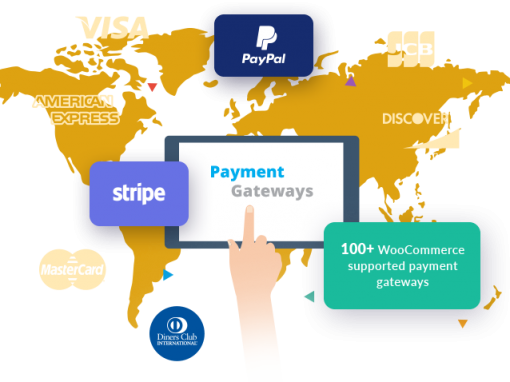 VISA
PayPal
JCB
AMERICAN
EXPRESS
DISCOVER
Payment
Gateways
stripe
100+ WooCommerce
supported payment
gateways
MasterCard
Diners Club
INTERNATIONAL